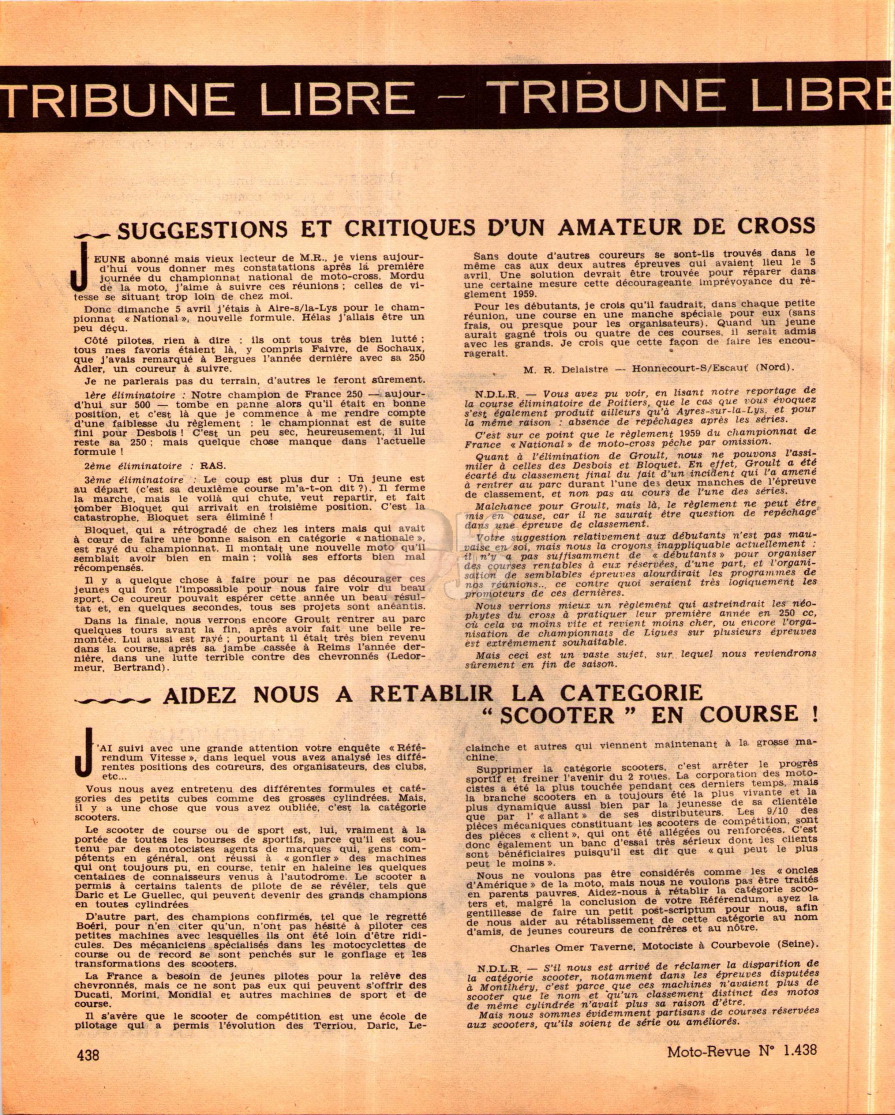 TRIBUNE LIBRE – TRIBUNE LIBRE
SUGGESTIONS ET CRITIQUES D'UN AMATEUR DE CROSS
JEUNE abonné mais vieux lecteur de M.R., je viens aujour-
d'hui vous donner mes constatations après la première
journée du championnat national de moto-cross. Mordu
de la moto, j'aime à suivre ces réunions ; celles de vi-
tesse se situant trop loin de chez moi.
Donc dimanche 5 avril j'étais à Aire-s/la-Lys pour le cham-
pionnat « National », nouvelle formule. Hélas j'allais être un
peu déçu.
Côté pilotes, rien à dire : ils ont tous très bien lutté ;
tous mes favoris étaient là, y compris Faivre, de Sochaux,
que j'avais remarqué à Bergues l'année dernière avec sa 250
Adler, un coureur à suivre.
Je ne parlerais pas du terrain, d'autres le feront sûrement.
1ère éliminatoire : Notre champion de France 250 — aujour-
d'hui sur 500 — tombe en panne alors qu'il était en bonne
position, et c'est là que je commence à me rendre compte
d'une faiblesse du règlement : le championnat est de suite
fini pour Desbois ! C'est un peu sec, heureusement, il lui
reste sa 250 ; mais quelque chose manque dans l'actuelle
formule !
2ème éliminatoire : RAS.
3ème éliminatoire : Le coup est plus dur : Un jeune est
au départ (c'est sa deuxième course m'a-t-on dit ?). Il ferme
la marche, mais le voilà qui chute, veut repartir, et fait
tomber Bloquet qui arrivait en troisième position. C'est la
catastrophe, Bloquet sera éliminé !
Bloquet, qui a rétrogradé de chez les inters mais qui avait
à cœur de faire une bonne saison en catégorie « nationale »,
est rayé du championnat. Il montait une nouvelle moto qu'il
semblait avoir bien en main ; voilà ses efforts bien mal
récompensés.
Il y a quelque chose à faire pour ne pas décourager ces
jeunes qui font l'impossible pour nous faire voir du beau
sport. Ce coureur pouvait espérer cette année un beau résul-
tat et, en quelques secondes, tous ses projets sont anéantis.
Dans la finale, nous verrons encore Groult rentrer au parc
quelques tours avant la fin, après avoir fait une belle re-
montée. Lui aussi est rayé ; pourtant il était très bien revenu
dans la course, après sa jambe cassée à Reims l'année der-
nière, dans une lutte terrible contre des chevronnés (Ledor-
meur, Bertrand).
Sans doute d'autres coureurs se sont-ils trouvés dans le
même cas aux deux autres épreuves qui avaient lieu le 5
avril. Une solution devrait être trouvée pour réparer dans
une certaine mesure cette décourageante imprévoyance du rè-
glement 1959.
Pour les débutants, je crois qu'il faudrait, dans chaque petite
réunion, une course en une manche spéciale pour eux (sans
frais, ou presque pour les organisateurs). Quand un jeune
aurait gagné trois ou quatre de ces courses, il serait admis
avec les grands. Je crois que cette façon de faire les encou-
ragerait.
M. R. Delaistre — Honnecourt-S/Escaut (Nord).
N.D.L.R. — Vous avez pu voir, en lisant notre reportage de
la course éliminatoire de Poitiers, que le cas que vous évoquez
s'est également produit ailleurs qu'à Ayres-sur-la-Lys, et pour
la même raison : absence de repêchages après les séries.
C'est sur ce point que le règlement 1959 du championnat de
France « National » de moto-cross pêche par omission.
Quant à l'élimination de Groult, nous ne pouvons l'assi-
miler à celles des Desbois et Bloquet. En effet, Groult a été
écarté du classement final du fait d'un incident qui l'a amené
à rentrer au parc durant l'une des deux manches de l'épreuve
de classement, et non pas au cours de l'une des séries.
Malchance pour Groult, mais là, le règlement ne peut être
mis en cause, car il ne saurait être question de repêchage
dans une épreuve de classement.
Votre suggestion relativement aux débutants n'est pas mau-
vaise en soi, mais nous la croyons inapplicable actuellement :
il n'y a pas suffisamment de « débutants » pour organiser
des courses rentables à eux réservées, d'une part, et l'organi-
sation de semblables épreuves alourdirait les programmes de
nos réunions.., ce contre quoi seraient très logiquement les
promoteurs de ces dernières.
Nous verrions mieux un règlement qui astreindrait les néo-
phytes du cross à pratiquer leur première année en 250 cc,
où cela va moins vite et revient moins cher, ou encore l'orga-
nisation de championnats de Ligues sur plusieurs épreuves
est extrêmement souhaitable.
Mais ceci est un vaste sujet, sur lequel nous reviendrons
sûrement en fin de saison.
AIDEZ NOUS A RETABLIR LA CATEGORIE
" SCOOTER " EN COURSE !
J'AI suivi avec une grande attention votre enquête « Réfé-
rendum Vitesse », dans lequel vous avez analysé les diffé-
rentes positions des coureurs, des organisateurs, des clubs,
etc...
Vous nous avez entretenu des différentes formules et caté-
gories des petits cubes comme des grosses cylindrées. Mais,
il y a une chose que vous avez oubliée, c'est la catégorie
scooters.
Le scooter de course ou de sport est, lui, vraiment à la
portée de toutes les bourses de sportifs, parce qu'il est sou-
tenu par des motocistes agents de marques qui, gens com-
pétents en général, ont réussi à « gonfler » des machines
qui ont toujours pu, en course, tenir en haleine les quelques
centaines de connaisseurs venus à l'autodrome. Le scooter a
permis à certains talents de pilote de se révéler, tels que
Daric et Le Guellec, qui peuvent devenir des grands champions
en toutes cylindrées
D'autre part, des champions confirmés, tel que le regretté
Boéri, pour n'en citer qu'un, n'ont pas hésité à piloter ces
petites machines avec lesquelles ils ont été loin d'être ridi-
cules. Des mécaniciens spécialisés dans les motocyclettes de
course ou de record se sont penchés sur le gonflage et les
transformations des scooters.
La France a besoin de jeunes pilotes pour la relève des
chevronnés, mais ce ne sont pas eux qui peuvent s'offrir des
Ducati, Morini, Mondial et autres machines de sport et de
course.
Il s'avère que le scooter de compétition est une école de
pilotage qui a permis l'évolution des Terriou, Daric, Le-
clainche et autres qui viennent maintenant à la grosse ma-
chine.
Supprimer la catégorie scooters, c'est arrêter le progrès
sportif et freiner l'avenir du 2 roues. La corporation des moto-
cistes a été la plus touchée pendant ces derniers temps, mais
la branche scooters en a toujours été la plus vivante et la
plus dynamique aussi bien par la jeunesse de sa clientèle
que par l' « allant » de ses distributeurs. Les 9/10 des
pièces mécaniques constituant les scooters de compétition, sont
des pièces « client », qui ont été allégées ou renforcées. C'est
donc également un banc d'essai très sérieux dont les clients
sont bénéficiaires puisqu'il est dit que « qui peut le plus
peut le moins ».
Nous ne voulons pas être considérés comme les « oncles
d'Amérique » de la moto, mais nous ne voulons pas être traités
en parents pauvres. Aidez-nous à rétablir la catégorie scoo-
ters et, malgré la conclusion de votre Référendum, ayez la
gentillesse de faire un petit post-scriptum pour nous, afin
de nous aider au rétablissement de cette catégorie au nom
d'amis, de jeunes coureurs de confrères et au nôtre.
Charles Omer Taverne, Motociste à Courbevoie (Seine).
N.D.L.R. — S'il nous est arrivé de réclamer la disparition de
la catégorie scooter, notamment dans les épreuves disputées
à Montlhéry, c'est parce que ces machines n'avaient plus de
scooter que le nom et qu'un classement distinct des motos
de même cylindrée n'avait plus sa raison d'être.
Mais nous sommes évidemment partisans de courses réservées
aux scooters, qu'ils soient de série ou améliorés.
438
Moto-Revue N° 1.438